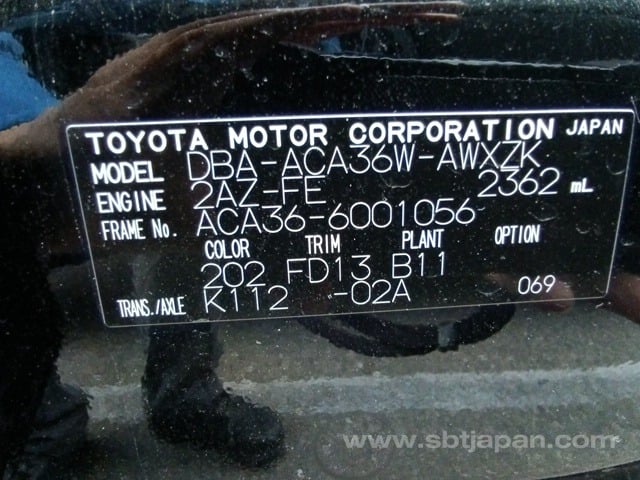 TOYOTA MOTOR CORPORATION JAPAN
MODEL DBA-ACA36W-AWXZK
ENGINE 2AZ-FE 2362 mL
FRAME No. ACA36-6001056
COLOR TRIM PLANT OPTION
202 FD13 B11
TRANS./AXLE K112 -02A 069
www.sbtjapan.com